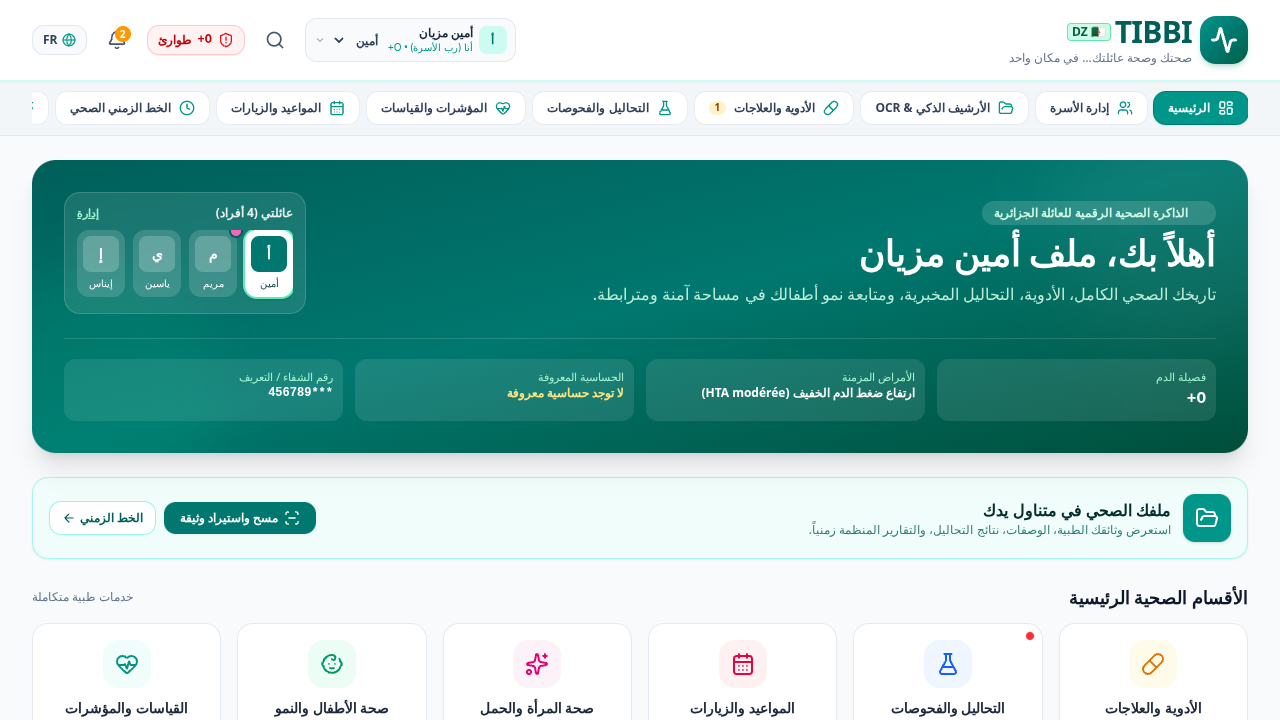 TIBBI
DZ
صحتك وصحة عائلتك... في مكان واحد
أ
أمين مزيان
أنا (رب الأسرة) • O+
أمين
طوارئ O+
2
FR
الرئيسية
إدارة الأسرة
الأرشيف الذكي & OCR
الأدوية والعلاجات
1
التحاليل والفحوصات
المؤشرات والقياسات
المواعيد والزيارات
الخط الزمني الصحي
الذاكرة الصحية الرقمية للعائلة الجزائرية
أهلاً بك، ملف أمين مزيان
تاريخك الصحي الكامل، الأدوية، التحاليل المخبرية، ومتابعة نمو أطفالك في مساحة آمنة ومترابطة.
عائلتي (4 أفراد)
إدارة
أ
أمين
م
مريم
ي
ياسين
إ
إيناس
فصيلة الدم
O+
الأمراض المزمنة
ارتفاع ضغط الدم الخفيف (HTA modérée)
الحساسية المعروفة
لا توجد حساسية معروفة
رقم الشفاء / التعريف
456789***
ملفك الصحي في متناول يدك
استعرض وثائقك الطبية، الوصفات، نتائج التحاليل، والتقارير المنظمة زمنياً.
مسح واستيراد وثيقة
الخط الزمني
الأقسام الصحية الرئيسية
خدمات طبية متكاملة
الأدوية والعلاجات
التحاليل والفحوصات
المواعيد والزيارات
صحة المرأة والحمل
صحة الأطفال والنمو
القياسات والمؤشرات